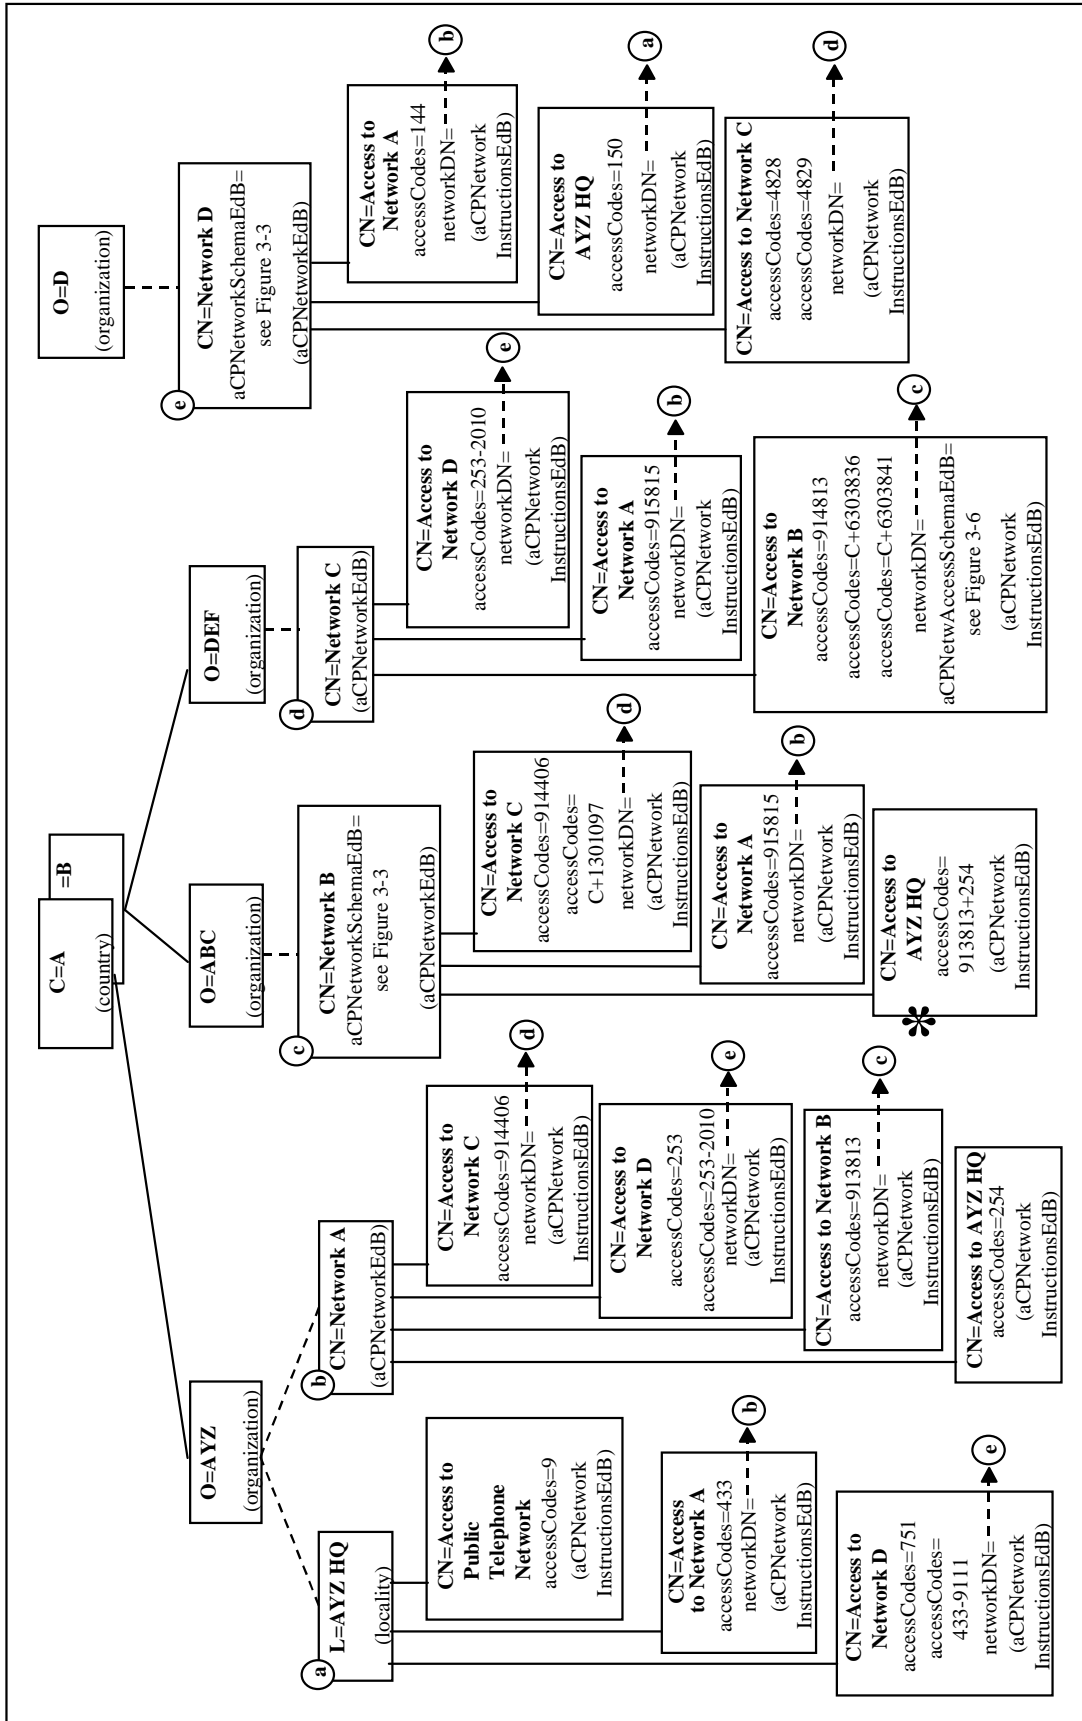 C=A
(country)
=B
O=AYZ
(organization)
O=ABC
(organization)
O=DEF
(organization)
O=D
(organization)
a
L=AYZ HQ
(locality)
CN=Access to
Public
Telephone
Network
accessCodes=9
(aCPNetwork
InstructionsEdB)
CN=Access
to Network A
accessCodes=433
networkDN=
(aCPNetwork
InstructionsEdB)
b
CN=Access to
Network D
accessCodes=751
accessCodes=
433-9111
networkDN=
(aCPNetwork
InstructionsEdB)
e
b
CN=Network A
(aCPNetworkEdB)
CN=Access to
Network C
accessCodes=914406
networkDN=
(aCPNetwork
InstructionsEdB)
d
CN=Access to
Network D
accessCodes=253
accessCodes=253-2010
networkDN=
(aCPNetwork
InstructionsEdB)
e
CN=Access to Network B
accessCodes=913813
networkDN=
(aCPNetwork
InstructionsEdB)
c
CN=Access to AYZ HQ
accessCodes=254
(aCPNetwork
InstructionsEdB)
c
CN=Network B
aCPNetworkSchemaEdB=
see Figure 3-3
(aCPNetworkEdB)
CN=Access to
Network C
accessCodes=914406
accessCodes=
C+1301097
networkDN=
(aCPNetwork
InstructionsEdB)
d
CN=Access to
Network A
accessCodes=915815
networkDN=
(aCPNetwork
InstructionsEdB)
b
*
CN=Access to
AYZ HQ
accessCodes=
913813+254
(aCPNetwork
InstructionsEdB)
d
CN=Network C
(aCPNetworkEdB)
CN=Access to
Network D
accessCodes=253-2010
networkDN=
(aCPNetwork
InstructionsEdB)
e
CN=Access to
Network A
accessCodes=915815
networkDN=
(aCPNetwork
InstructionsEdB)
b
CN=Access to
Network B
accessCodes=914813
accessCodes=C+6303836
accessCodes=C+6303841
networkDN=
aCPNetwAccessSchemaEdB=
see Figure 3-6
(aCPNetwork
InstructionsEdB)
c
e
CN=Network D
aCPNetworkSchemaEdB=
see Figure 3-3
(aCPNetworkEdB)
CN=Access to
Network A
accessCodes=144
networkDN=
(aCPNetwork
InstructionsEdB)
b
CN=Access to
AYZ HQ
accessCodes=150
networkDN=
(aCPNetwork
InstructionsEdB)
a
CN=Access to Network C
accessCodes=4828
accessCodes=4829
networkDN=
(aCPNetwork
InstructionsEdB)
d